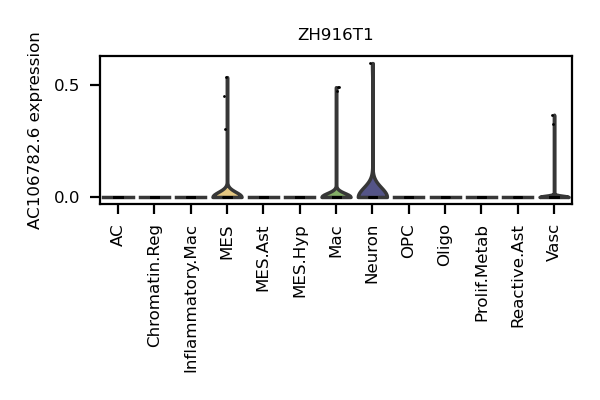 ZH916T1
AC106782.6 expression
0.5
0.0
AC
Chromatin.Reg
Inflammatory.Mac
MES
MES.Ast
MES.Hyp
Mac
Neuron
OPC
Oligo
Prolif.Metab
Reactive.Ast
Vasc